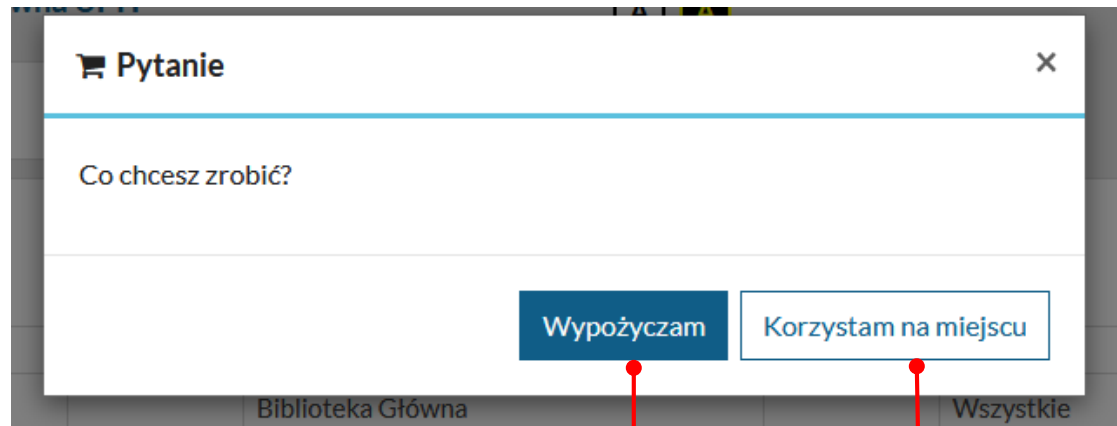 A A
Pytanie ×
Co chcesz zrobić?
Wypożyczam Korzystam na miejscu
Biblioteka Główna Wszystkie